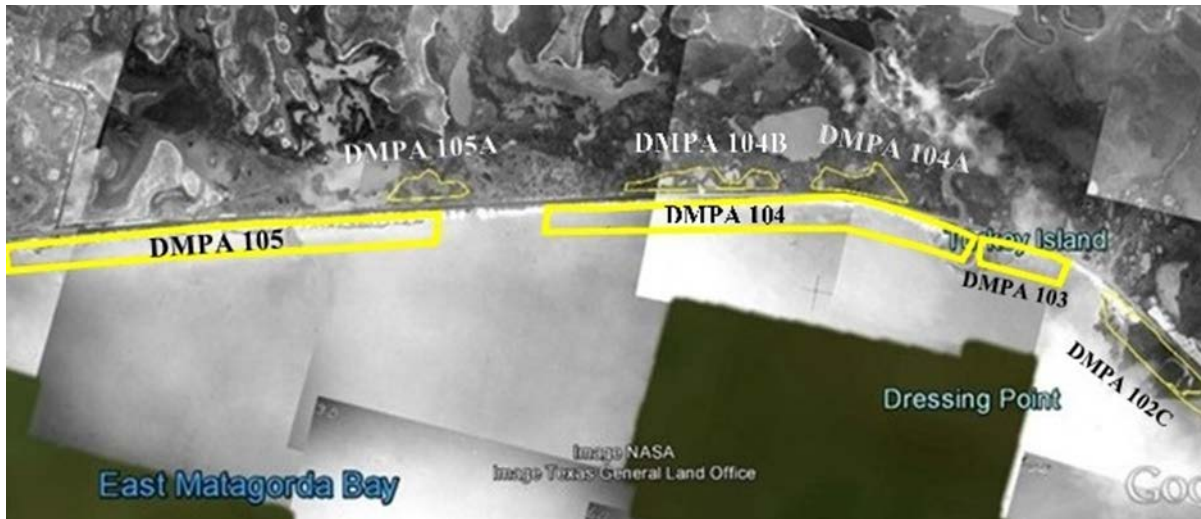 DMPA 105A
DMPA 104B
DMPA 104A
DMPA 104
DMPA 105
Turkey Island
DMPA 103
DMPA 102C
Dressing Point
Image NASA
Image Texas General Land Office
East Matagorda Bay
Goo